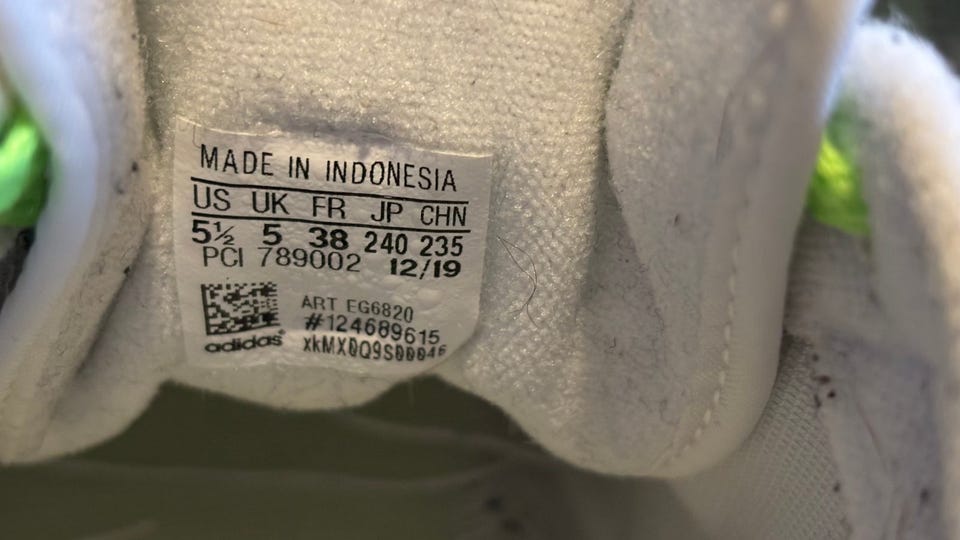 MADE IN INDONESIA
US UK FR JP CHN
5½ 5 38 240 235
PCI 789002 12/19
ART EG6820
#124689615
xkMX0Q9S00046
adidas®